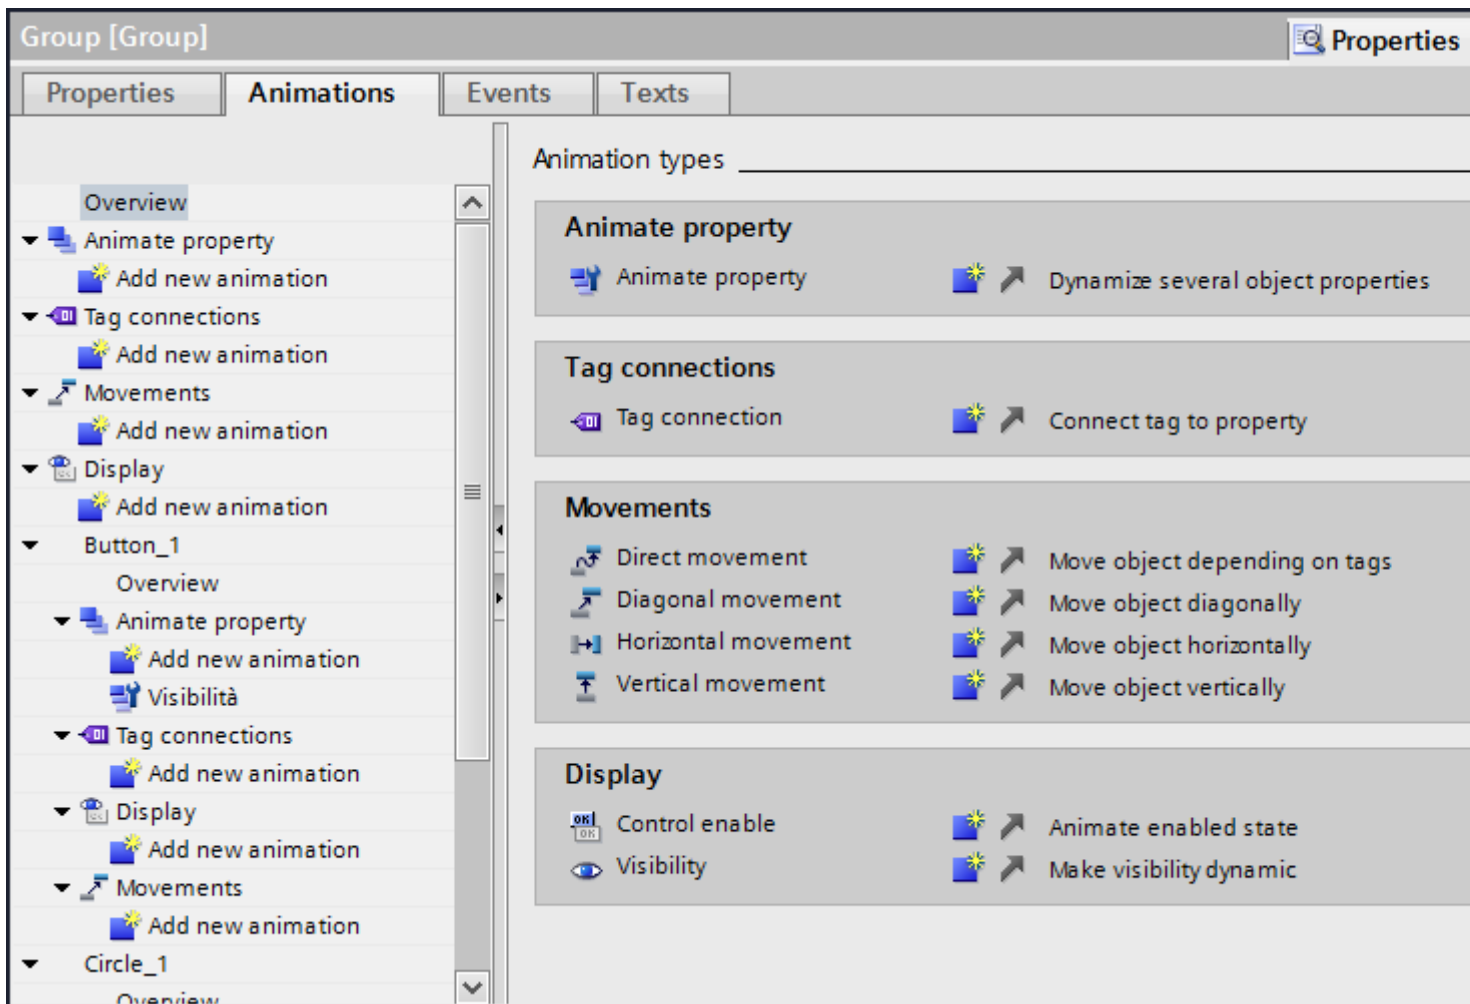 Group [Group]
Properties
Properties
Animations
Events
Texts
Overview
Animate property
Add new animation
Tag connections
Add new animation
Movements
Add new animation
Display
Add new animation
Button_1
Overview
Animate property
Add new animation
Visibilità
Tag connections
Add new animation
Display
Add new animation
Movements
Add new animation
Circle_1
Overview
Animation types
Animate property
Animate property Dynamize several object properties
Tag connections
Tag connection Connect tag to property
Movements
Direct movement Move object depending on tags
Diagonal movement Move object diagonally
Horizontal movement Move object horizontally
Vertical movement Move object vertically
Display
Control enable Animate enabled state
Visibility Make visibility dynamic